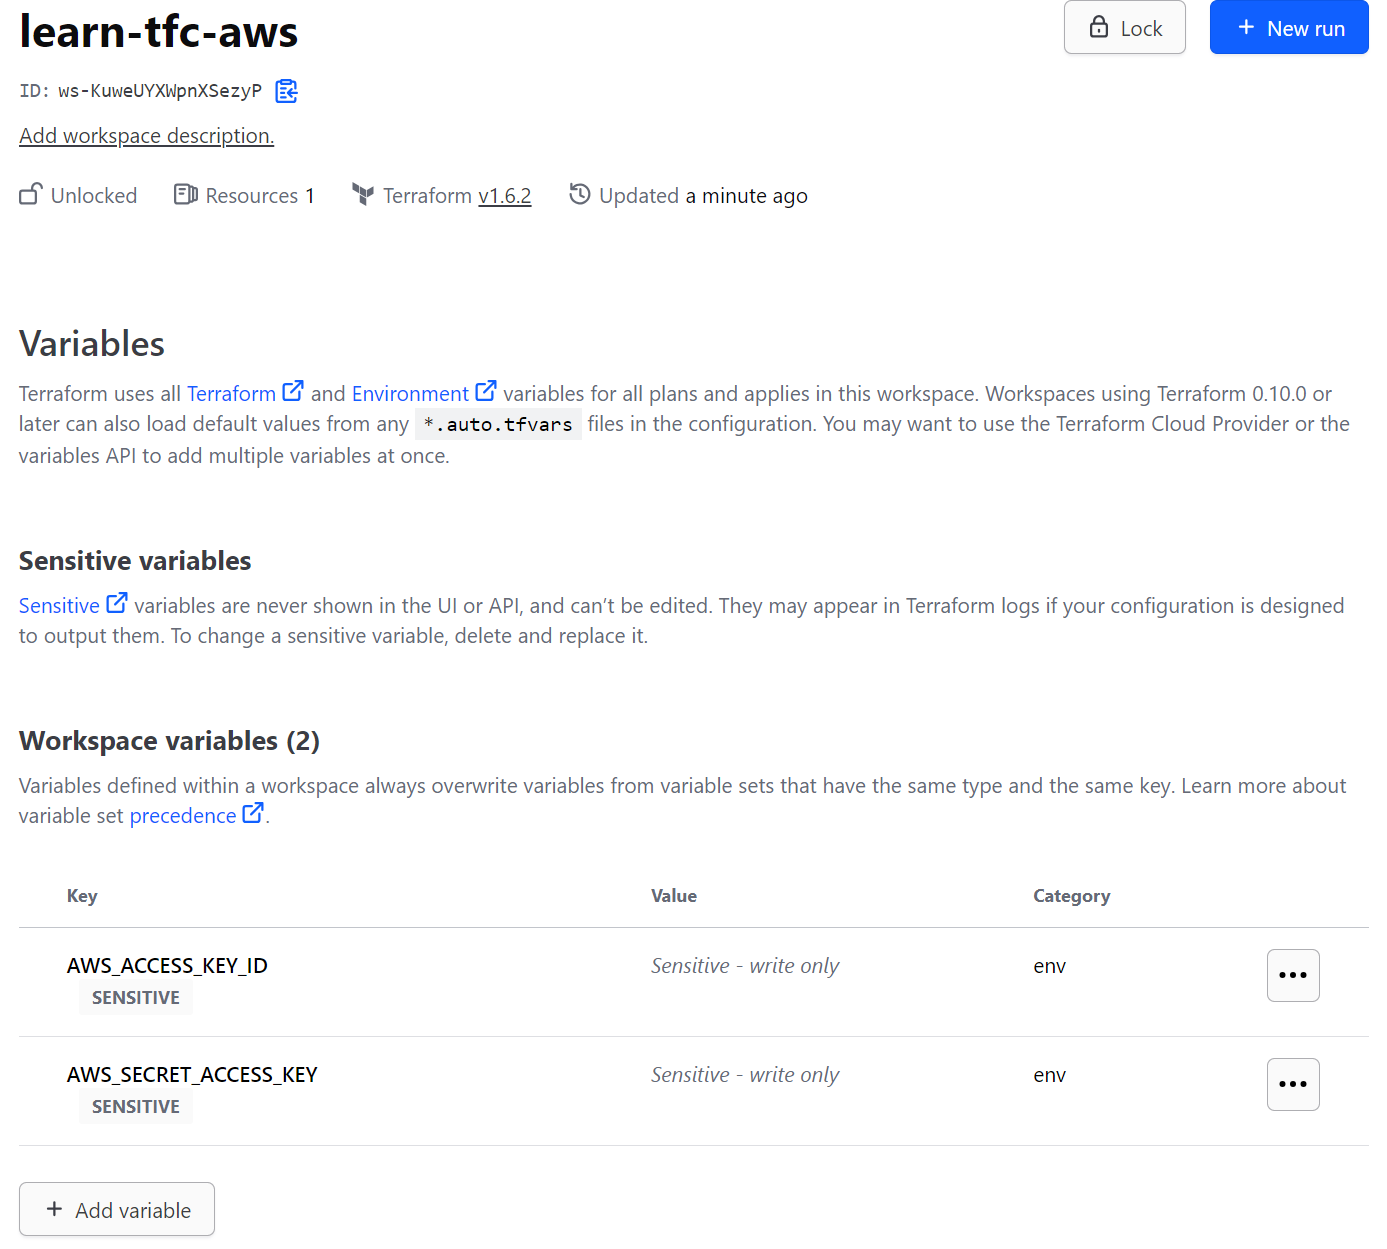 learn-tfc-aws
Lock
+ New run
ID: ws-KuweUYXWpnXSezyP
Add workspace description.
Unlocked
Resources 1
Terraform v1.6.2
Updated a minute ago
Variables
Terraform uses all Terraform and Environment variables for all plans and applies in this workspace. Workspaces using Terraform 0.10.0 or
later can also load default values from any *.auto.tfvars files in the configuration. You may want to use the Terraform Cloud Provider or the
variables API to add multiple variables at once.
Sensitive variables
Sensitive variables are never shown in the UI or API, and can’t be edited. They may appear in Terraform logs if your configuration is designed
to output them. To change a sensitive variable, delete and replace it.
Workspace variables (2)
Variables defined within a workspace always overwrite variables from variable sets that have the same type and the same key. Learn more about
variable set precedence.
Key Value Category
AWS_ACCESS_KEY_ID Sensitive - write only env
SENSITIVE
AWS_SECRET_ACCESS_KEY Sensitive - write only env
SENSITIVE
+ Add variable